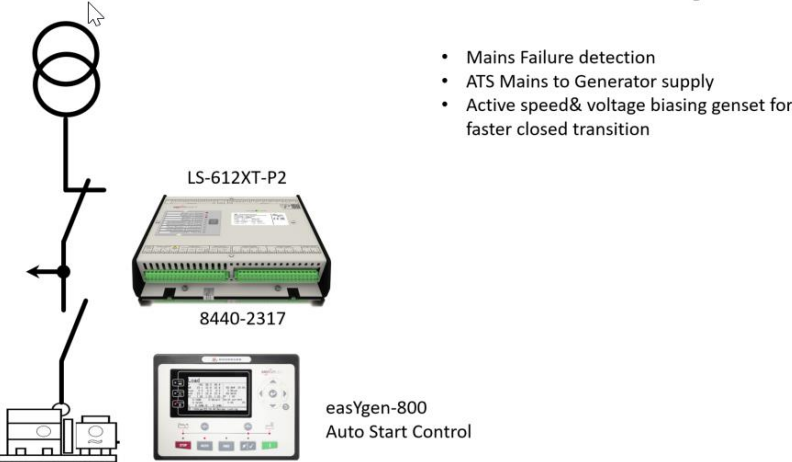 • Mains Failure detection
• ATS Mains to Generator supply
• Active speed& voltage biasing genset for
faster closed transition
LS-612XT-P2
8440-2317
Load
easYgen-800
Auto Start Control